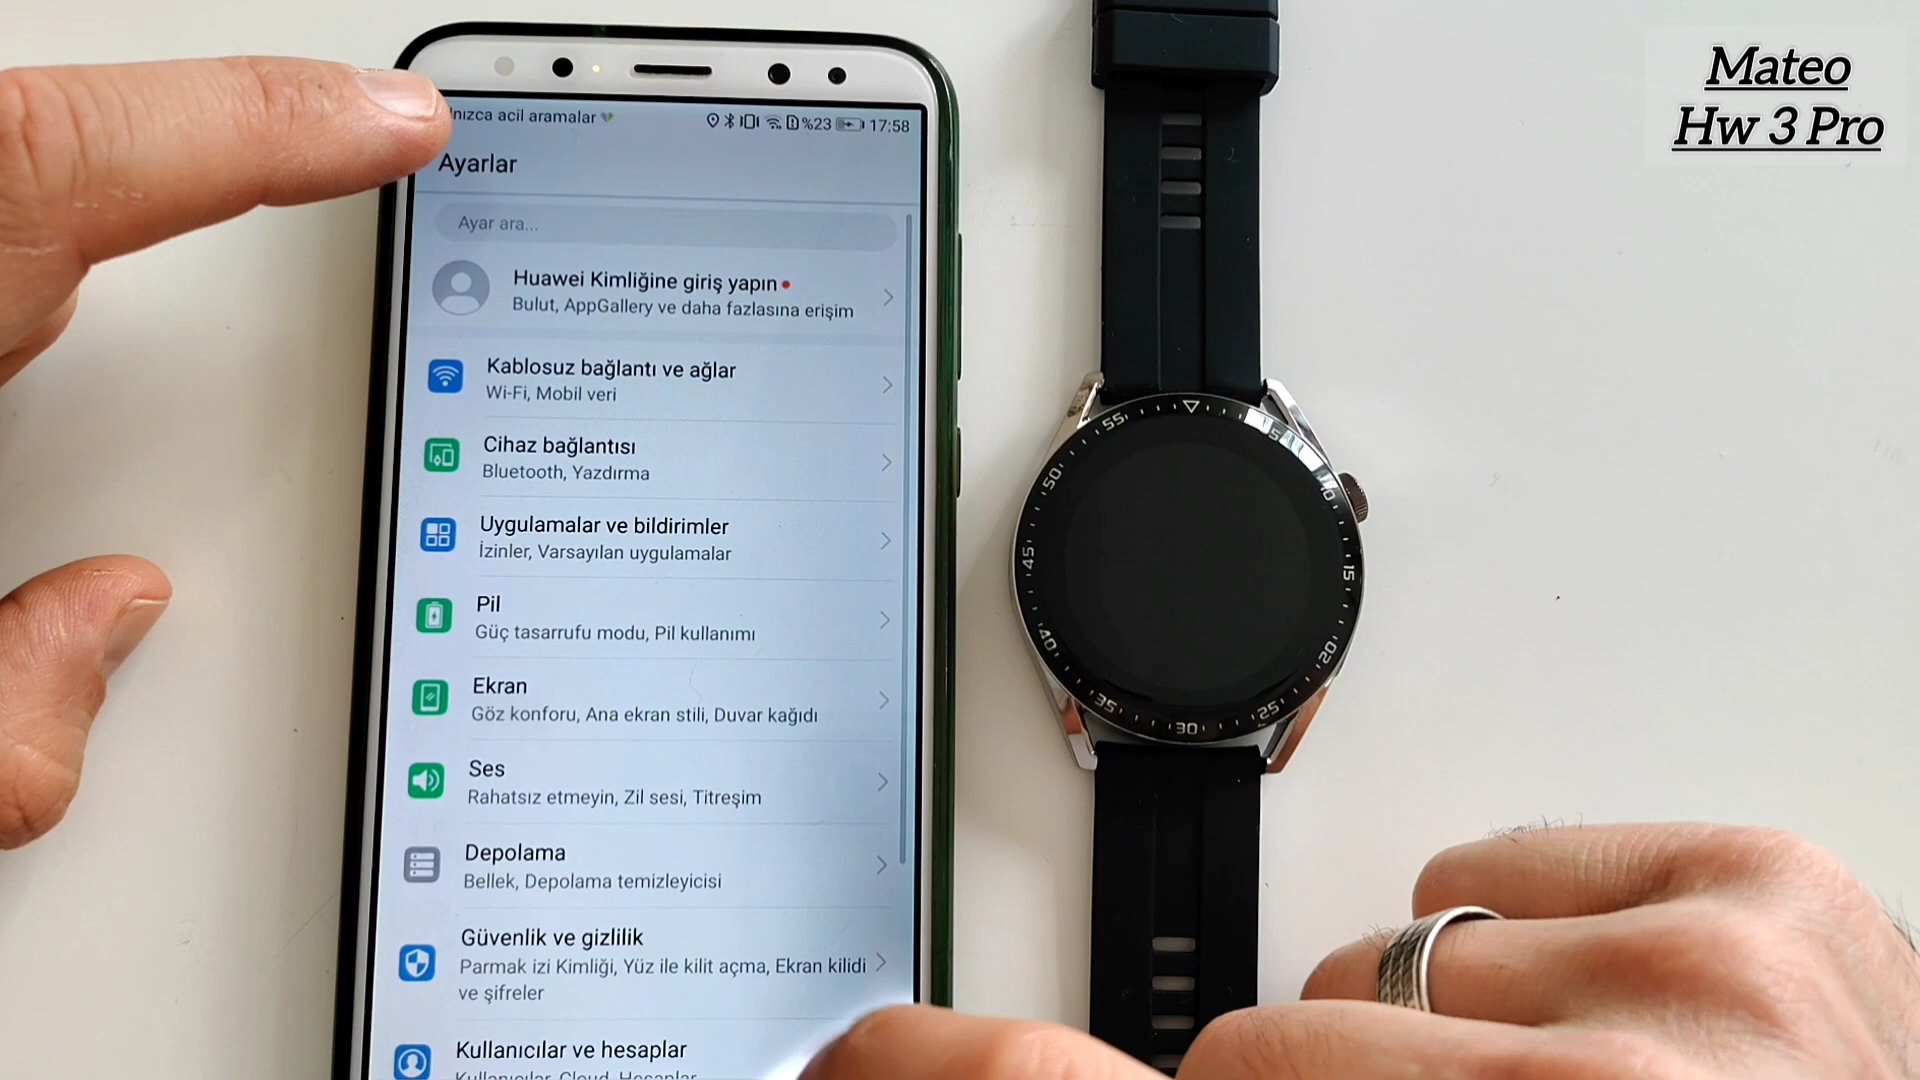 Mateo
Hw 3 Pro
acil aramalar
%23 17:58
Ayarlar
Ayar ara...
Huawei Kimliğine giriş yapın
Bulut, AppGallery ve daha fazlasına erişim
Kablosuz bağlantı ve ağlar
Wi-Fi, Mobil veri
Cihaz bağlantısı
Bluetooth, Yazdırma
Uygulamalar ve bildirimler
İzinler, Varsayılan uygulamalar
Pil
Güç tasarrufu modu, Pil kullanımı
Ekran
Göz konforu, Ana ekran stili, Duvar kağıdı
Ses
Rahatsız etmeyin, Zil sesi, Titreşim
Depolama
Bellek, Depolama temizleyicisi
Güvenlik ve gizlilik
Parmak izi Kimliği, Yüz ile kilit açma, Ekran kilidi
ve şifreler
Kullanıcılar ve hesaplar
Kullanıcılar, Cloud, Hesaplar
55
5
10
15
20
25
30
35
40
45
50